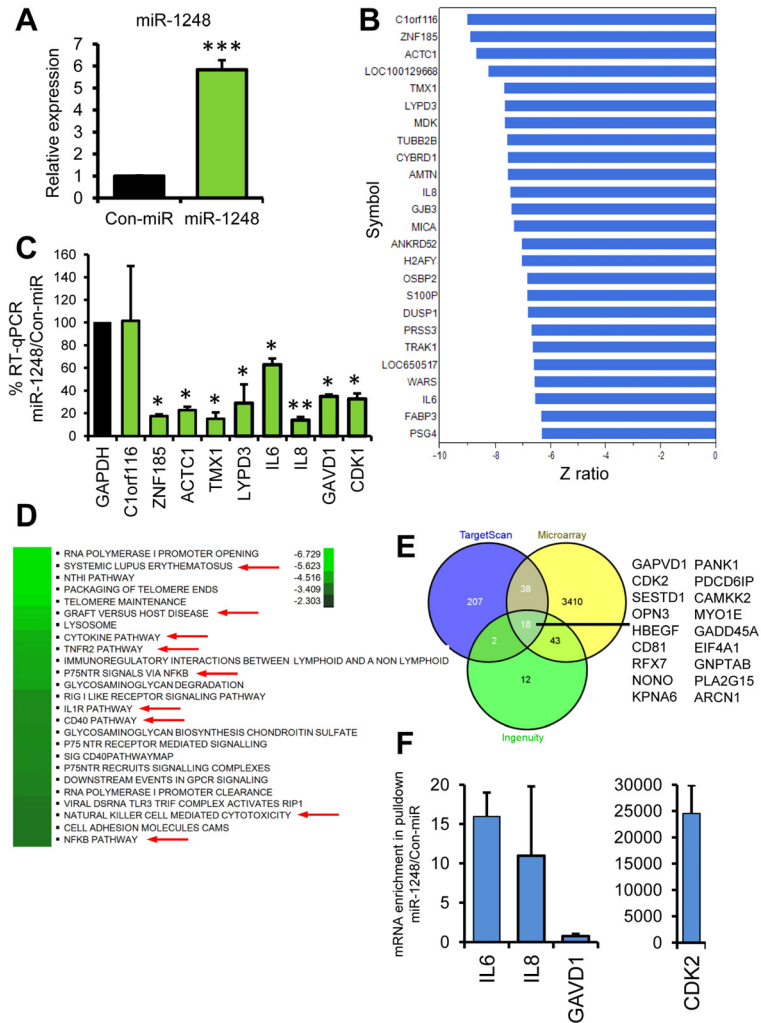 A
miR-1248
***
Relative expression
7
6
5
4
3
2
1
0
Con-miR
miR-1248
B
Symbol
C1orf116
ZNF185
ACTC1
LOC100129668
TMX1
LYPD3
MDK
TUBB2B
CYBRD1
AMTN
IL8
GJB3
MICA
ANKRD52
H2AFY
OSBP2
S100P
DUSP1
PRSS3
TRAK1
LOC650517
WARS
IL6
FABP3
PSG4
-10 -8 -6 -4 -2 0
Z ratio
C
% RT-qPCR
miR-1248/Con-miR
160
140
120
100
80
60
40
20
0
* * * * * ** * *
GAPDH
C1orf116
ZNF185
ACTC1
TMX1
LYPD3
IL6
IL8
GAVD1
CDK1
D
RNA POLYMERASE I PROMOTER OPENING
SYSTEMIC LUPUS ERYTHEMATOSUS
NTHI PATHWAY
PACKAGING OF TELOMERE ENDS
TELOMERE MAINTENANCE
GRAFT VERSUS HOST DISEASE
LYSOSOME
CYTOKINE PATHWAY
TNFR2 PATHWAY
IMMUNOREGULATORY INTERACTIONS BETWEEN LYMPHOID AND A NON LYMPHOID
P75NTR SIGNALS VIA NFKB
GLYCOSAMINOGLYCAN DEGRADATION
RIG I LIKE RECEPTOR SIGNALING PATHWAY
IL1R PATHWAY
CD40 PATHWAY
GLYCOSAMINOGLYCAN BIOSYNTHESIS CHONDROITIN SULFATE
P75 NTR RECEPTOR MEDIATED SIGNALLING
SIG CD40PATHWAYMAP
P75NTR RECRUITS SIGNALLING COMPLEXES
DOWNSTREAM EVENTS IN GPCR SIGNALING
RNA POLYMERASE I PROMOTER CLEARANCE
VIRAL DSRNA TLR3 TRIF COMPLEX ACTIVATES RIP1
NATURAL KILLER CELL MEDIATED CYTOTOXICITY
CELL ADHESION MOLECULES CAMS
NFKB PATHWAY
-6.729
-5.623
-4.516
-3.409
-2.303
E
TargetScan
Microarray
207
38
3410
18
2
43
12
Ingenuity
GAPVD1 PANK1
CDK2 PDCD6IP
SESTD1 CAMKK2
OPN3 MYO1E
HBEGF GADD45A
CD81 EIF4A1
RFX7 GNPTAB
NONO PLA2G15
KPNA6 ARCN1
F
mRNA enrichment in pulldown
miR-1248/Con-miR
20
15
10
5
0
IL6
IL8
GAVD1
30000
25000
20000
15000
10000
5000
0
CDK2